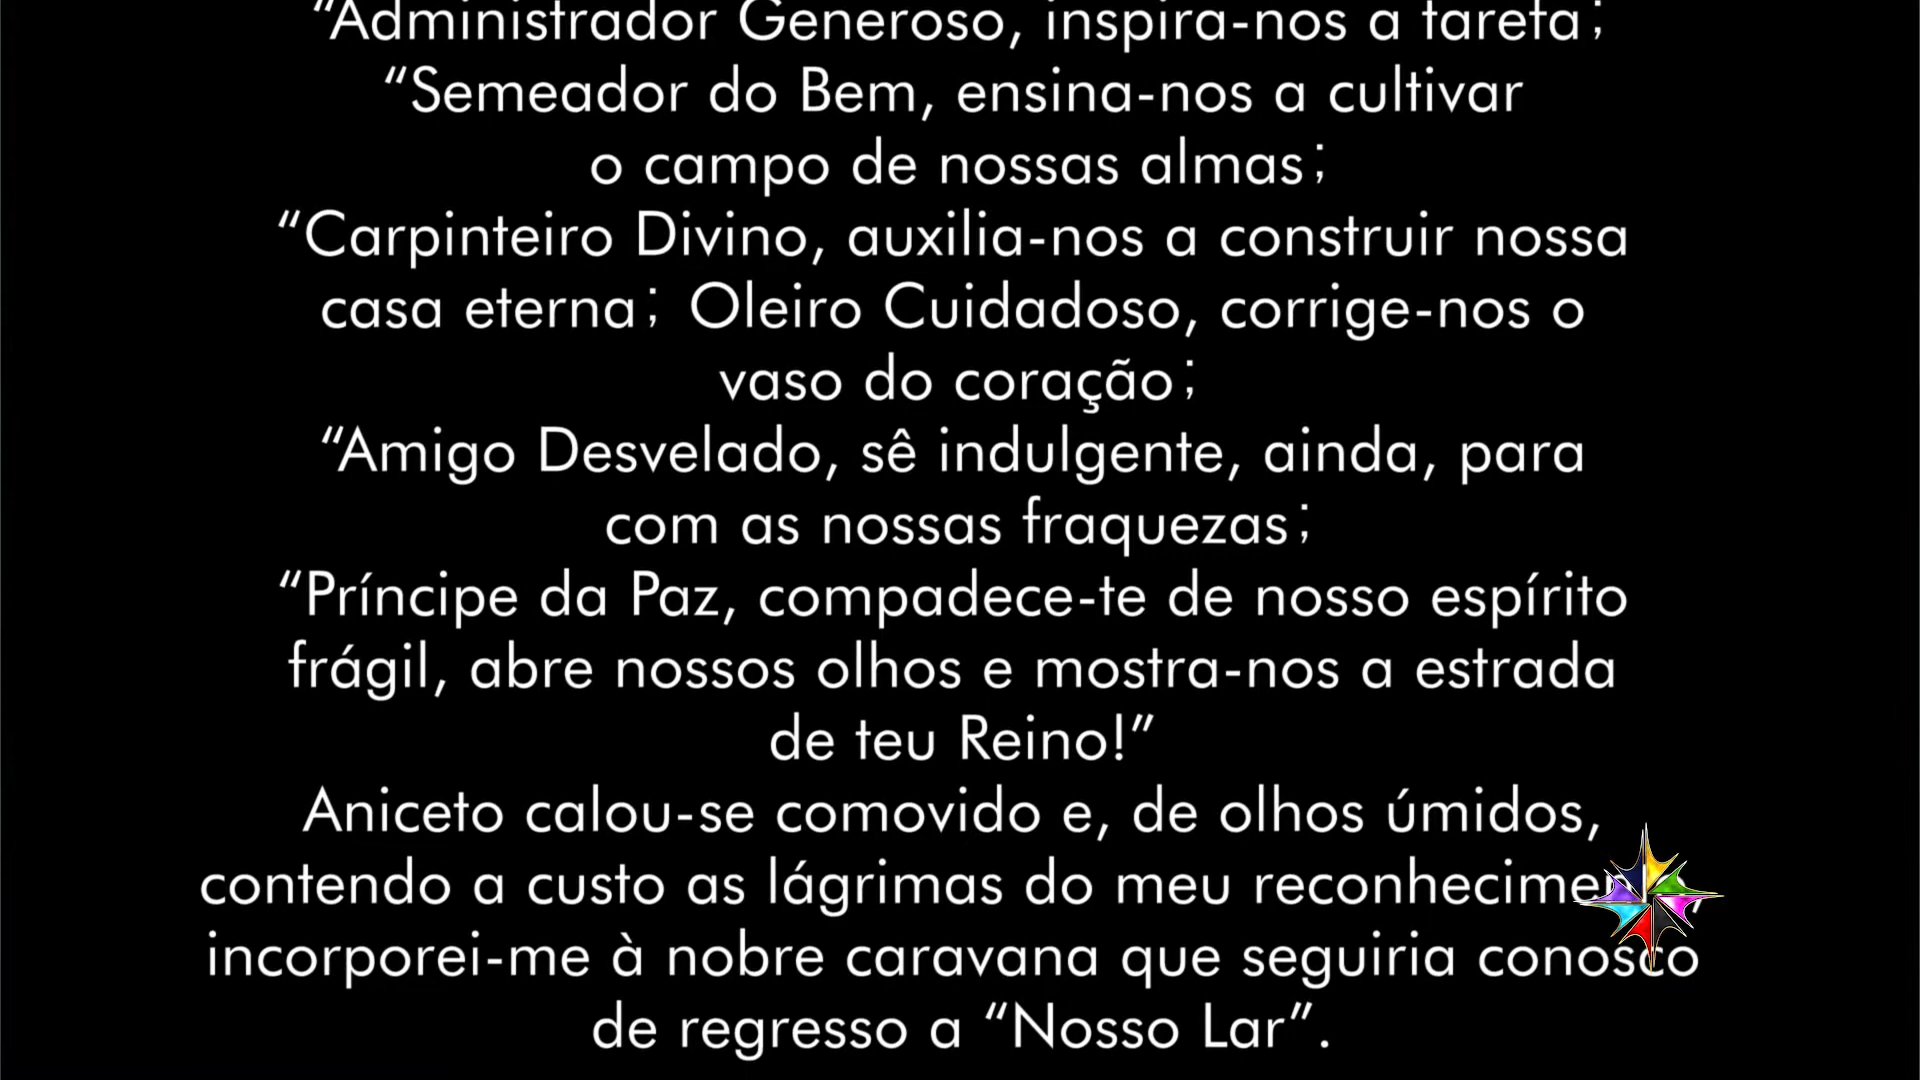 “Administrador Generoso, inspira-nos a tarefa;
“Semeador do Bem, ensina-nos a cultivar
o campo de nossas almas;
“Carpinteiro Divino, auxilia-nos a construir nossa
casa eterna; Oleiro Cuidadoso, corrige-nos o
vaso do coração;
“Amigo Desvelado, sê indulgente, ainda, para
com as nossas fraquezas;
“Príncipe da Paz, compadece-te de nosso espírito
frágil, abre nossos olhos e mostra-nos a estrada
de teu Reino!”
Aniceto calou-se comovido e, de olhos úmidos,
contendo a custo as lágrimas do meu
incorporei-me à nobre caravana que seguiria conosco
de regresso a “Nosso Lar”.